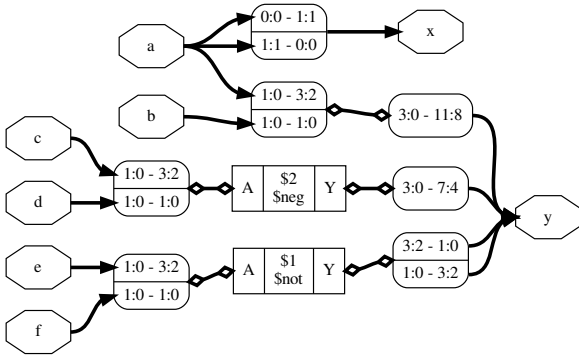 a
0:0 - 1:1
1:1 - 0:0
x
b
1:0 - 3:2
1:0 - 1:0
3:0 - 11:8
c
d
1:0 - 3:2
1:0 - 1:0
A
$2
$neg
Y
3:0 - 7:4
y
e
f
1:0 - 3:2
1:0 - 1:0
A
$1
$not
Y
3:2 - 1:0
1:0 - 3:2